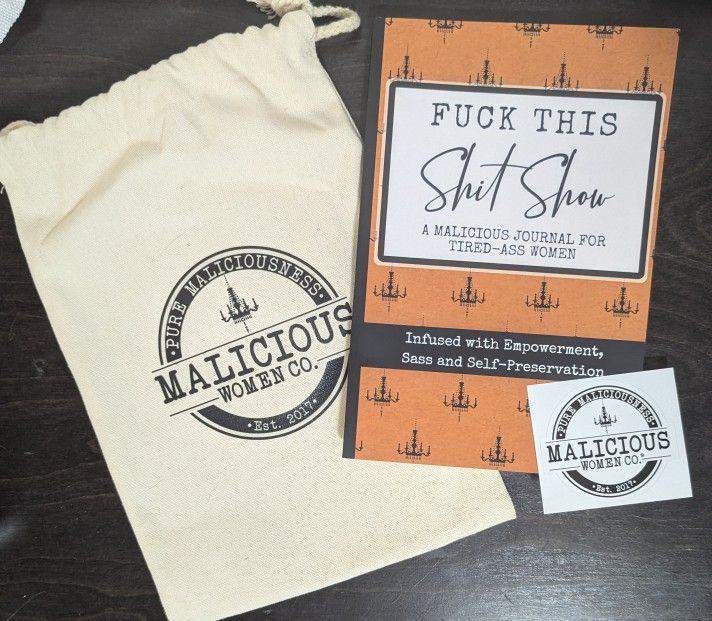 PURE MALICIOUSNESS
MALICIOUS
WOMEN CO.
Est. 2017
FUCK THIS
Shit Show
A MALICIOUS JOURNAL FOR
TIRED-ASS WOMEN
Infused with Empowerment,
Sass and Self-Preservation
PURE MALICIOUSNESS
MALICIOUS
WOMEN CO.®
Est. 2017